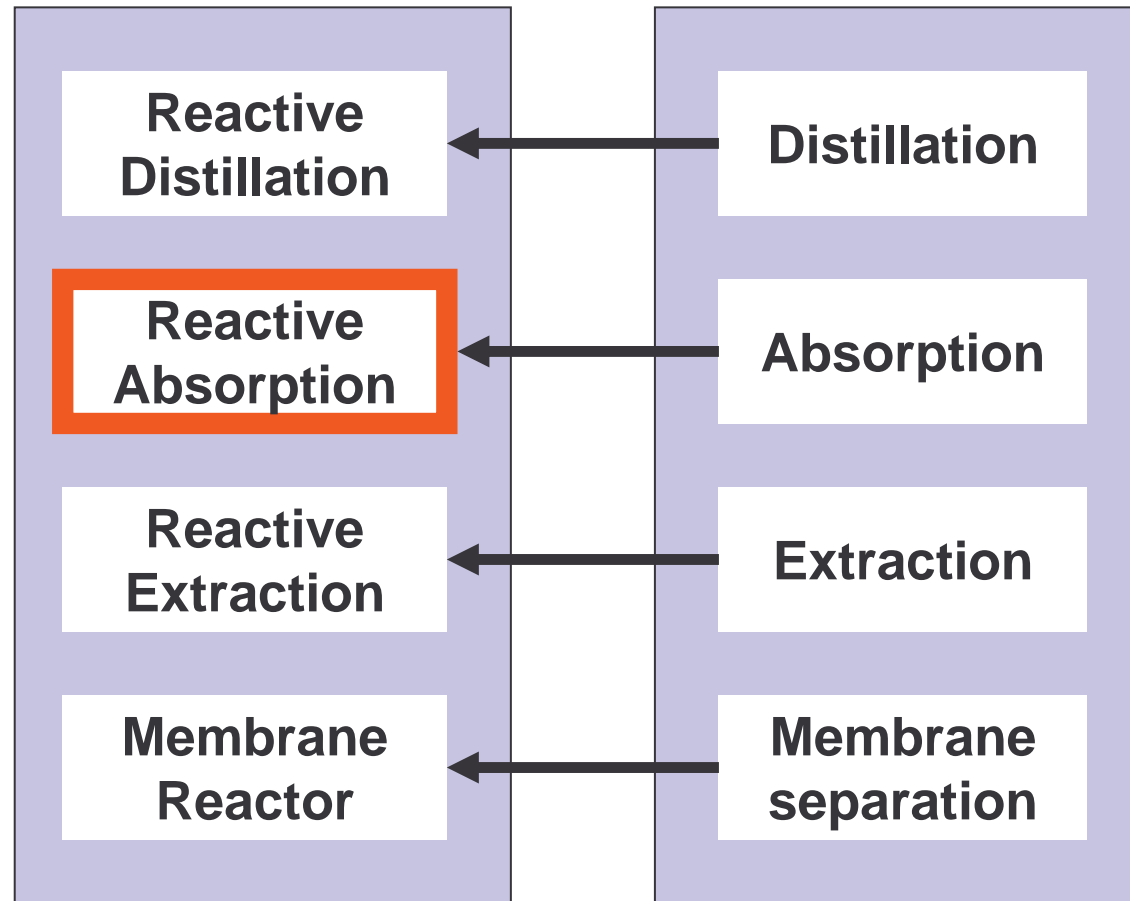 Reactive
Distillation
Distillation
Reactive
Absorption
Absorption
Reactive
Extraction
Extraction
Membrane
Reactor
Membrane
separation